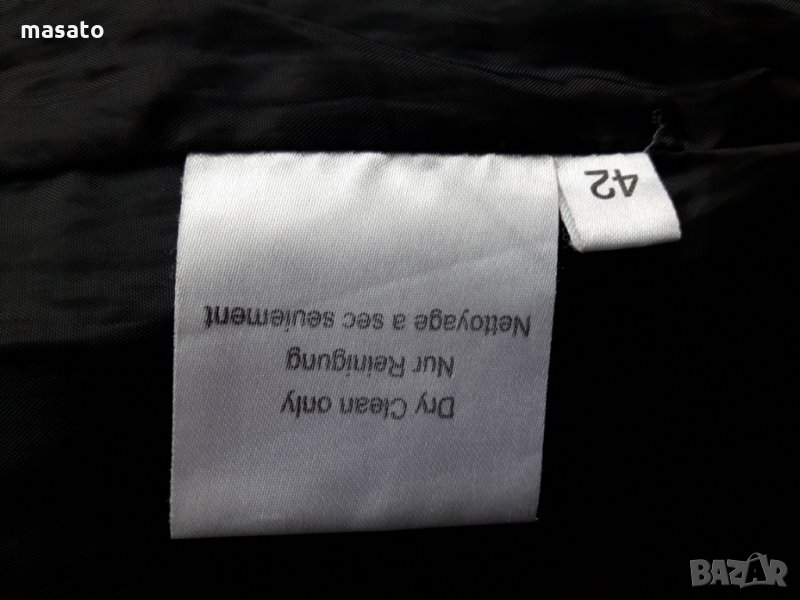 masato
42
Dry Clean only
Nur Reinigung
Nettoyage a sec seulement
BAZAR